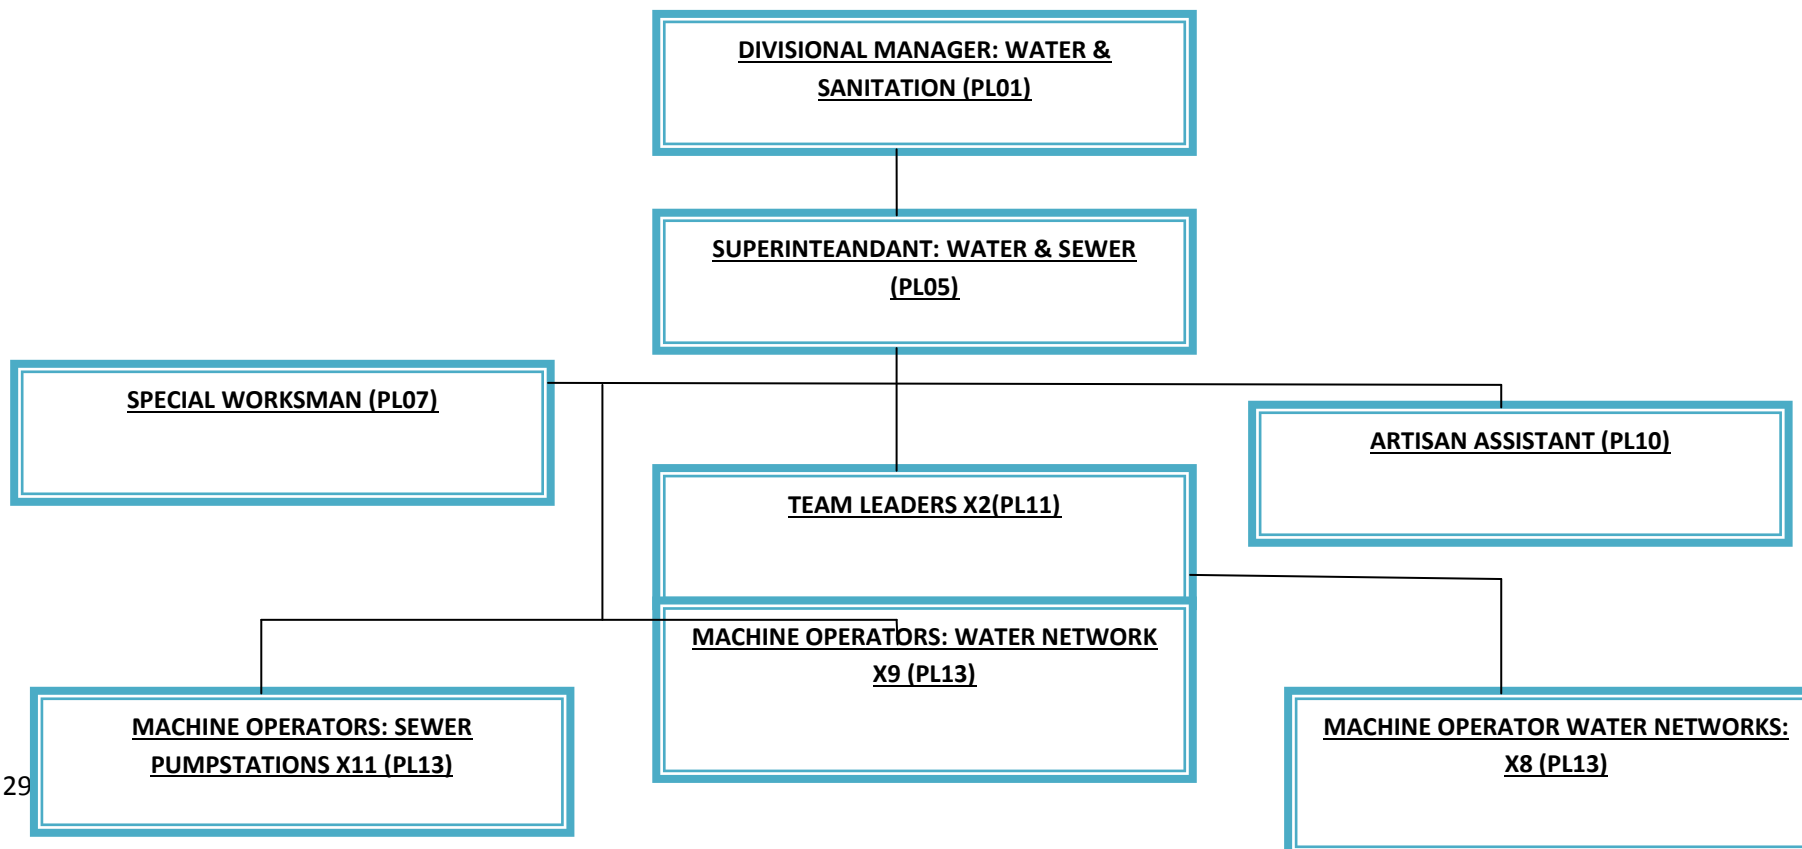 DIVISIONAL MANAGER: WATER &
SANITATION (PL01)
SUPERINTEANDANT: WATER & SEWER
(PL05)
SPECIAL WORKSMAN (PL07)
ARTISAN ASSISTANT (PL10)
TEAM LEADERS X2(PL11)
MACHINE OPERATORS: WATER NETWORK
X9 (PL13)
MACHINE OPERATORS: SEWER
PUMPSTATIONS X11 (PL13)
MACHINE OPERATOR WATER NETWORKS:
X8 (PL13)
29